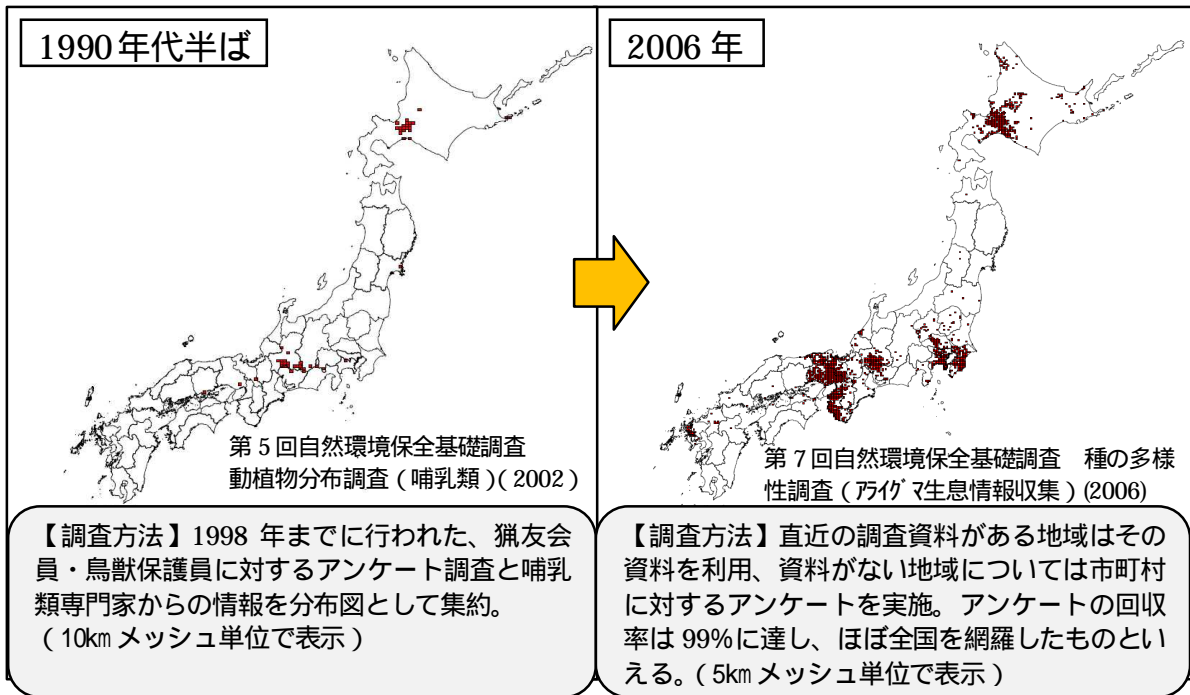 1990年代半ば
第5回自然環境保全基礎調査
動植物分布調査(哺乳類)(2002)
【調査方法】1998 年までに行われた、猟友会
員・鳥獣保護員に対するアンケート調査と哺乳
類専門家からの情報を分布図として集約。
(10㎞メッシュ単位で表示)
2006 年
第7回自然環境保全基礎調査 種の多様
性調査(アライグマ生息情報収集)(2006)
【調査方法】直近の調査資料がある地域はその
資料を利用、資料がない地域については市町村
に対するアンケートを実施。アンケートの回収
率は 99%に達し、ほぼ全国を網羅したものとい
える。(5㎞メッシュ単位で表示)